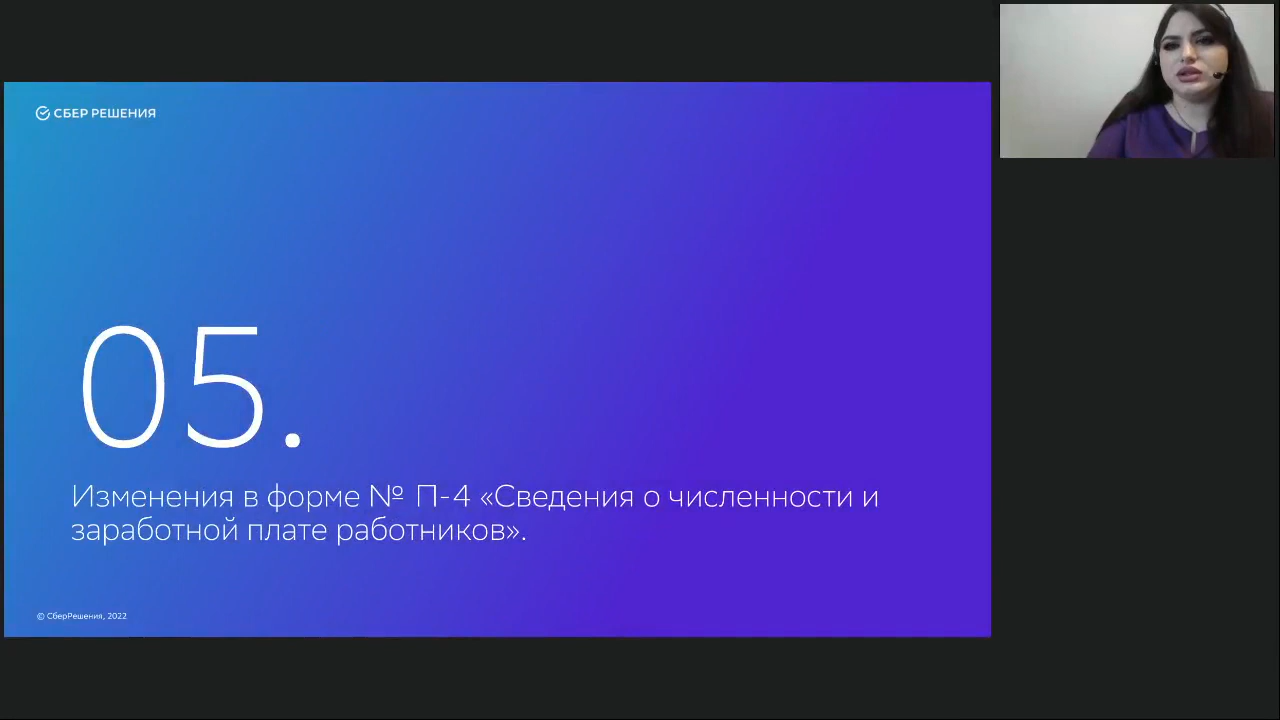 СБЕР РЕШЕНИЯ
05.
Изменения в форме № П-4 «Сведения о численности и
заработной плате работников».
© СберРешения, 2022